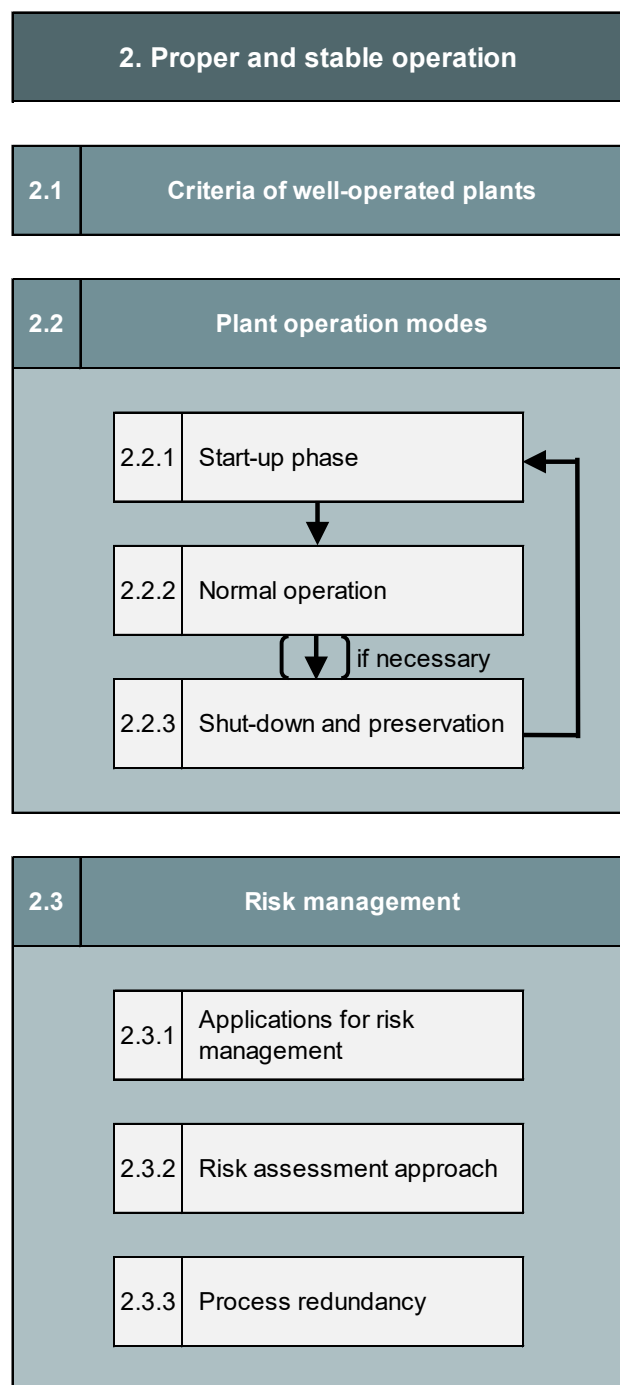 2. Proper and stable operation
2.1 Criteria of well-operated plants
2.2 Plant operation modes
2.2.1 Start-up phase
2.2.2 Normal operation
if necessary
2.2.3 Shut-down and preservation
2.3 Risk management
2.3.1 Applications for risk
management
2.3.2 Risk assessment approach
2.3.3 Process redundancy